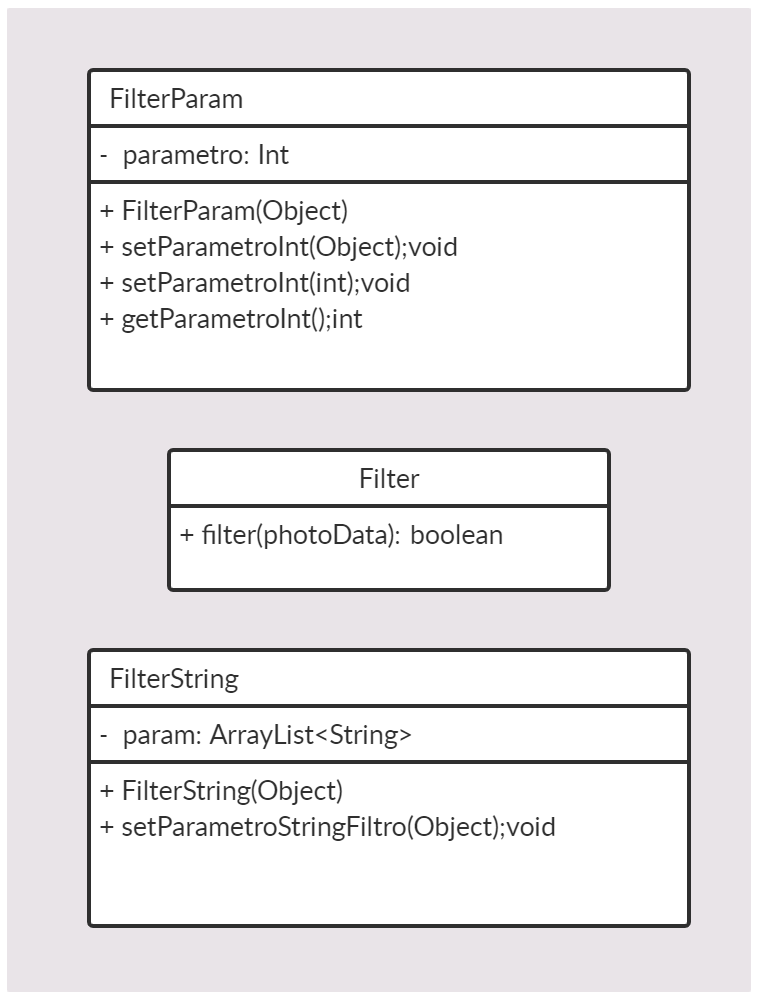 FilterParam
- parametro: Int
+ FilterParam(Object)
+ setParametroInt(Object);void
+ setParametroInt(int);void
+ getParametroInt();int
Filter
+ filter(photoData): boolean
FilterString
- param: ArrayList<String>
+ FilterString(Object)
+ setParametroStringFiltro(Object);void